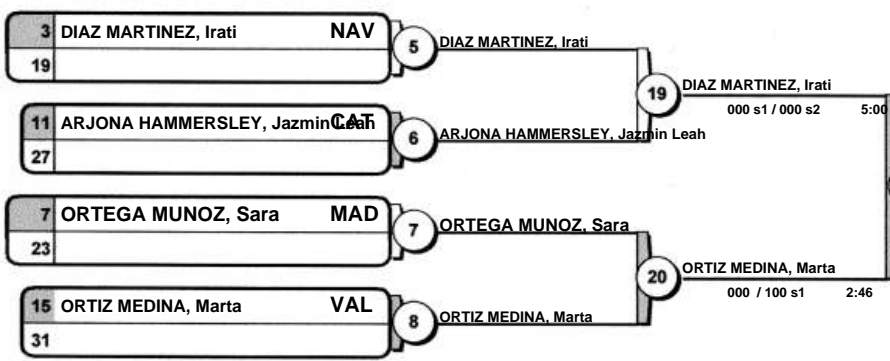 3 DIAZ MARTINEZ, Irati NAV
19
5 DIAZ MARTINEZ, Irati
11 ARJONA HAMMERSLEY, Jazmin Leah CAT
27
6 ARJONA HAMMERSLEY, Jazmin Leah
19 DIAZ MARTINEZ, Irati
000 s1 / 000 s2 5:00
7 ORTEGA MUNOZ, Sara MAD
23
7 ORTEGA MUNOZ, Sara
15 ORTIZ MEDINA, Marta VAL
31
8 ORTIZ MEDINA, Marta
20 ORTIZ MEDINA, Marta
000 / 100 s1 2:46